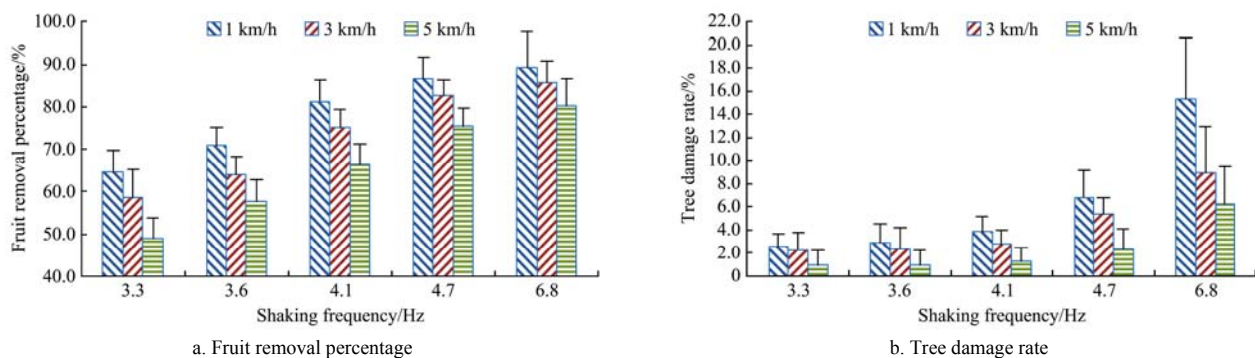 100.0
90.0
80.0
70.0
60.0
50.0
40.0
Fruit removal percentage/%
1 km/h 3 km/h 5 km/h
3.3 3.6 4.1 4.7 6.8
Shaking frequency/Hz
a. Fruit removal percentage
22.0
20.0
18.0
16.0
14.0
12.0
10.0
8.0
6.0
4.0
2.0
0
Tree damage rate/%
1 km/h 3 km/h 5 km/h
3.3 3.6 4.1 4.7 6.8
Shaking frequency/Hz
b. Tree damage rate